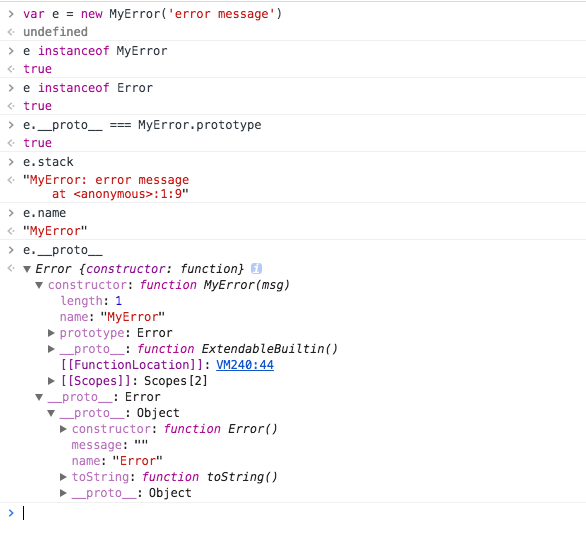 var e = new MyError('error message')
undefined
e instanceof MyError
true
e instanceof Error
true
e.__proto__ === MyError.prototype
true
e.stack
"MyError: error message
at <anonymous>:1:9"
e.name
"MyError"
e.__proto__
Error {constructor: function} i
constructor: function MyError(msg)
length: 1
name: "MyError"
prototype: Error
__proto__: function ExtendableBuiltin()
[[FunctionLocation]]: VM240:44
[[Scopes]]: Scopes[2]
__proto__: Error
__proto__: Object
constructor: function Error()
message: ""
name: "Error"
toString: function toString()
__proto__: Object